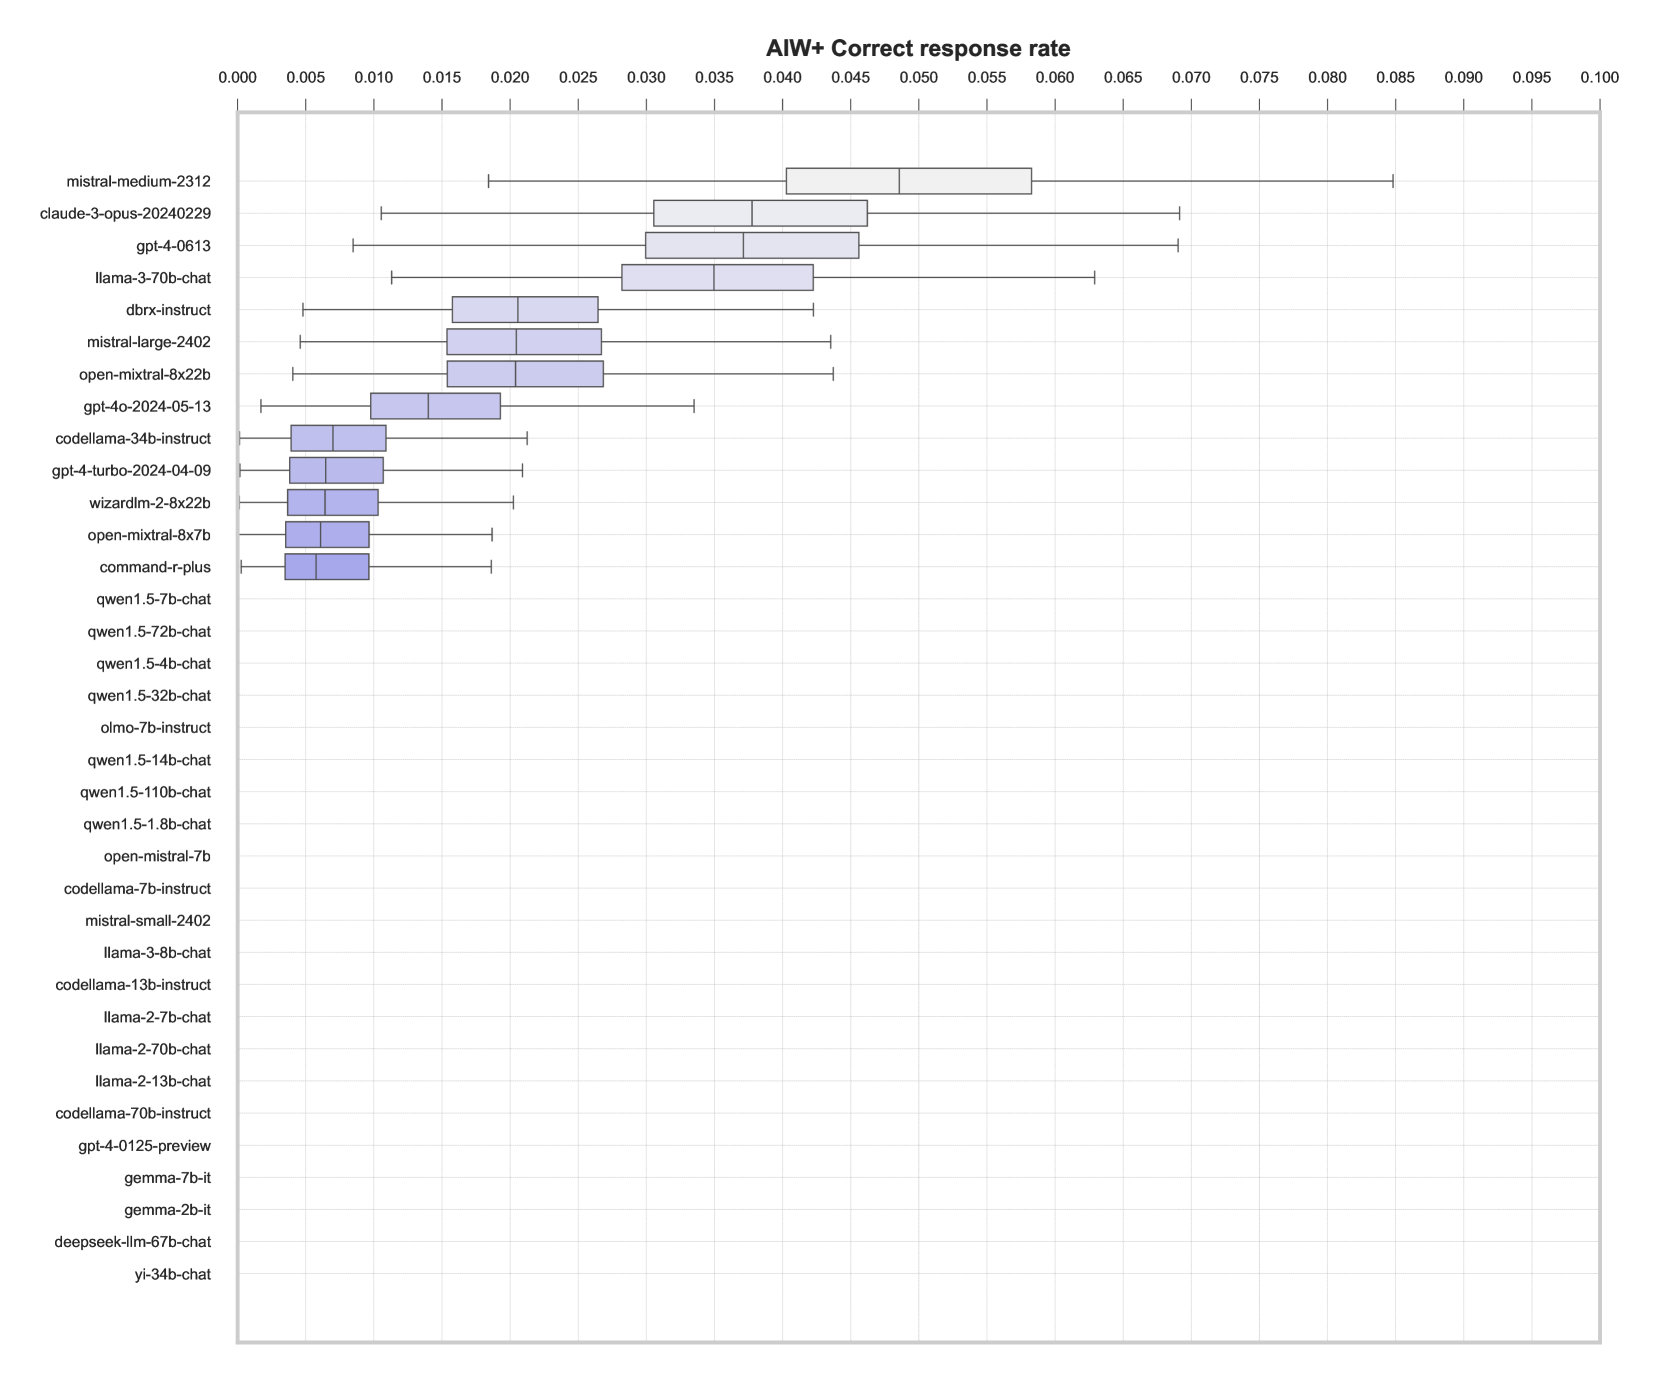 AIW+ Correct response rate
0.000 0.005 0.010 0.015 0.020 0.025 0.030 0.035 0.040 0.045 0.050 0.055 0.060 0.065 0.070 0.075 0.080 0.085 0.090 0.095 0.100
mistral-medium-2312
claude-3-opus-20240229
gpt-4-0613
llama-3-70b-chat
dbrx-instruct
mistral-large-2402
open-mixtral-8x22b
gpt-4o-2024-05-13
codellama-34b-instruct
gpt-4-turbo-2024-04-09
wizardlm-2-8x22b
open-mixtral-8x7b
command-r-plus
qwen1.5-7b-chat
qwen1.5-72b-chat
qwen1.5-4b-chat
qwen1.5-32b-chat
olmo-7b-instruct
qwen1.5-14b-chat
qwen1.5-110b-chat
qwen1.5-1.8b-chat
open-mistral-7b
codellama-7b-instruct
mistral-small-2402
llama-3-8b-chat
codellama-13b-instruct
llama-2-7b-chat
llama-2-70b-chat
llama-2-13b-chat
codellama-70b-instruct
gpt-4-0125-preview
gemma-7b-it
gemma-2b-it
deepseek-llm-67b-chat
yi-34b-chat